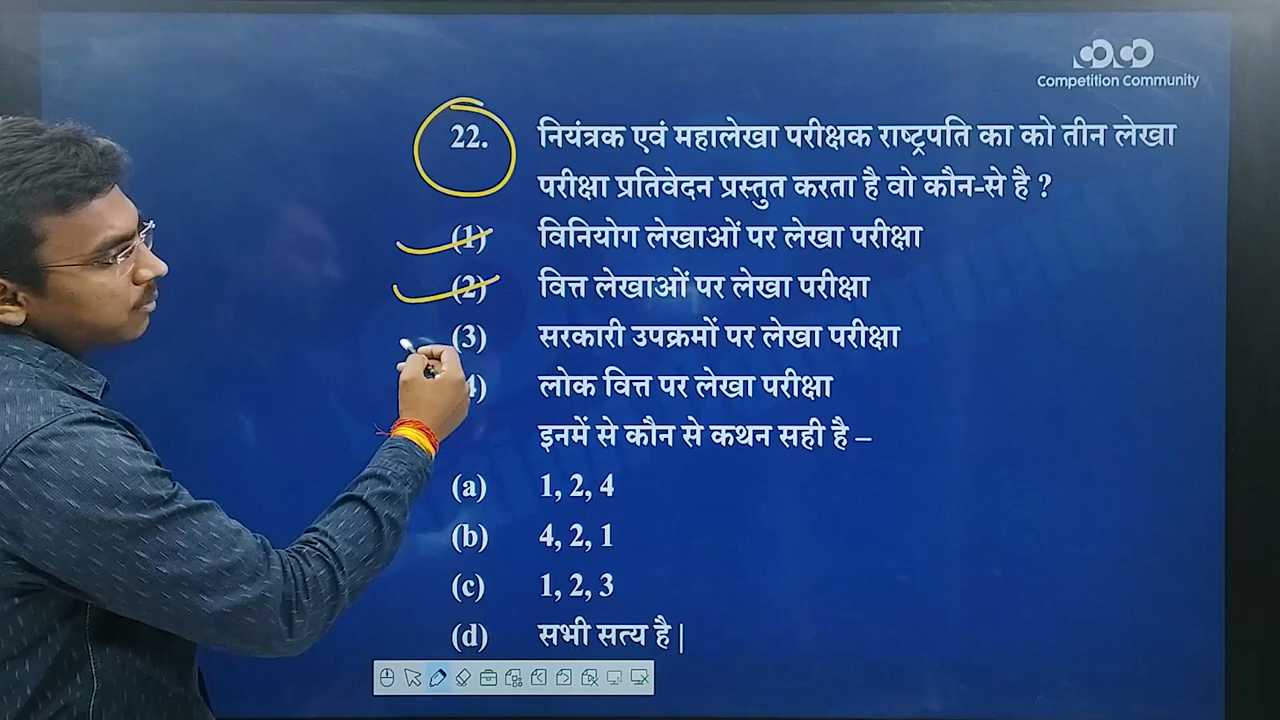 Competition Community
22. नियंत्रक एवं महालेखा परीक्षक राष्ट्रपति का को तीन लेखा
परीक्षा प्रतिवेदन प्रस्तुत करता है वो कौन-से है ?
(1) विनियोग लेखाओं पर लेखा परीक्षा
(2) वित्त लेखाओं पर लेखा परीक्षा
(3) सरकारी उपक्रमों पर लेखा परीक्षा
4) लोक वित्त पर लेखा परीक्षा
इनमें से कौन से कथन सही है –
(a) 1, 2, 4
(b) 4, 2, 1
(c) 1, 2, 3
(d) सभी सत्य है |